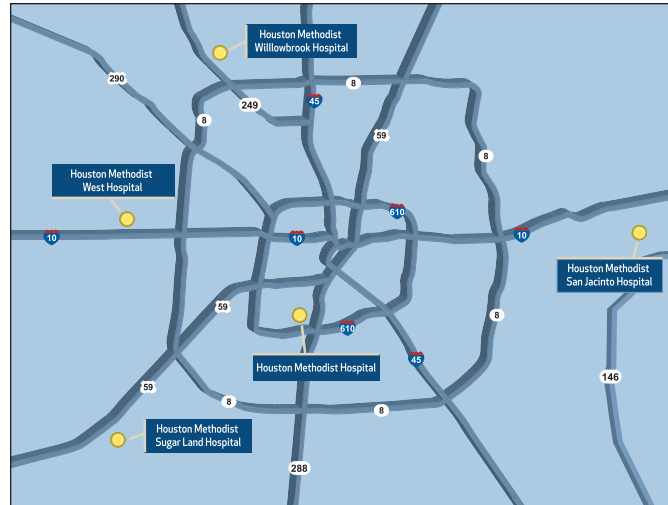 Houston Methodist
Willlowbrook Hospital
290
8
249
45
8
59
8
Houston Methodist
West Hospital
610
10
10
10
Houston Methodist
San Jacinto Hospital
59
8
610
Houston Methodist Hospital
45
146
59
8
8
Houston Methodist
Sugar Land Hospital
288